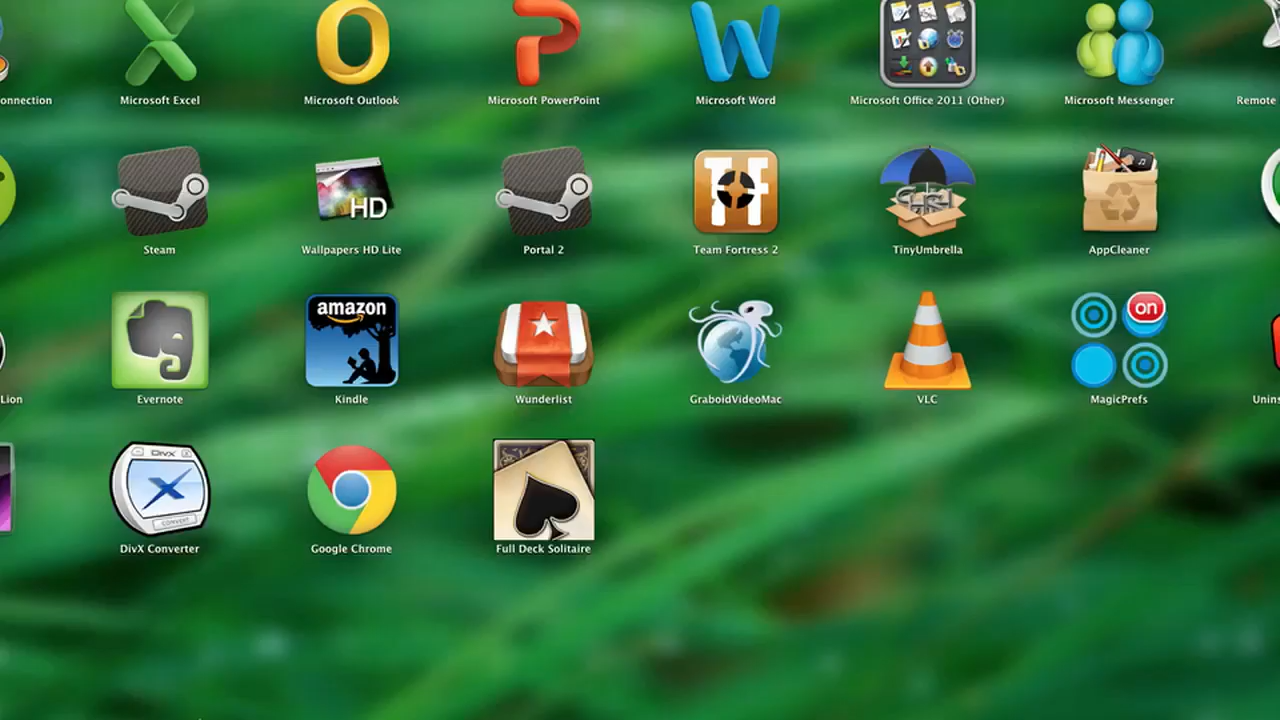 onnection
Microsoft Excel
Microsoft Outlook
Microsoft PowerPoint
Microsoft Word
Microsoft Office 2011 (Other)
Microsoft Messenger
Remote
HD
Steam
Wallpapers HD Lite
Portal 2
Team Fortress 2
TinyUmbrella
AppCleaner
amazon
on
Lion
Evernote
Kindle
Wunderlist
GraboidVideoMac
VLC
MagicPrefs
Unins
DivX
CONVERT
DivX Converter
Google Chrome
Full Deck Solitaire